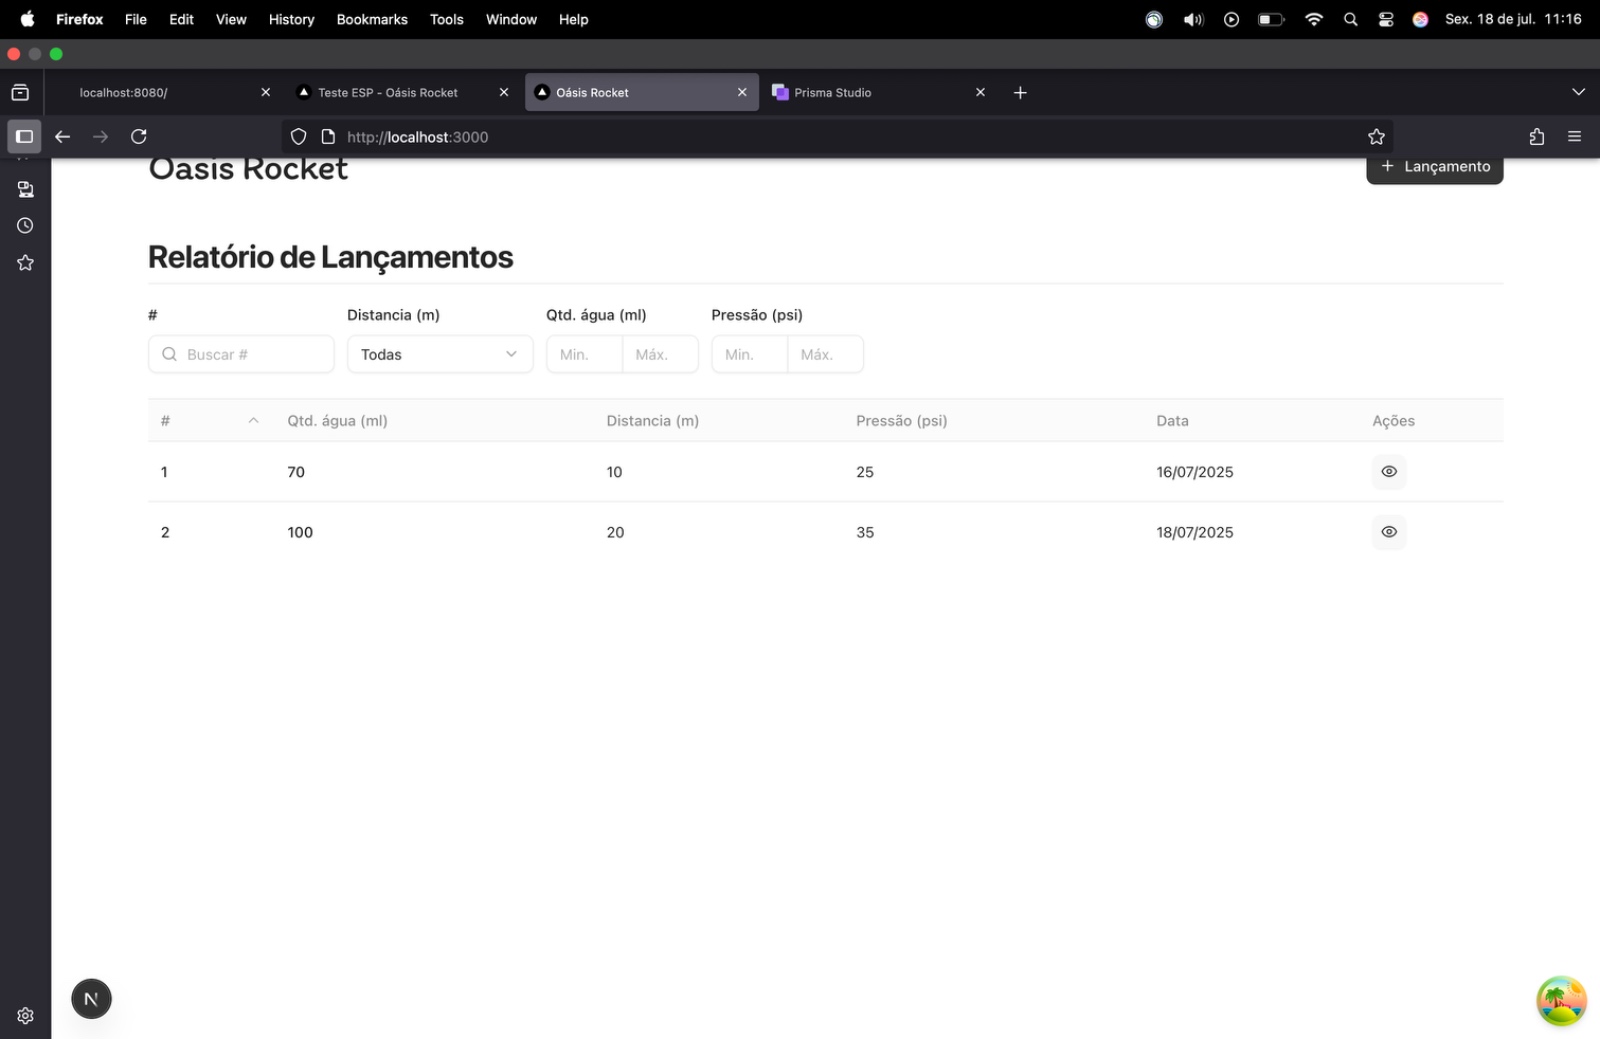 Firefox File Edit View History Bookmarks Tools Window Help Sex. 18 de jul. 11:16
localhost:8080/ Teste ESP - Oásis Rocket Oásis Rocket Prisma Studio
http://localhost:3000
Oasis Rocket + Lançamento
Relatório de Lançamentos
# Distancia (m) Qtd. água (ml) Pressão (psi)
Buscar # Todas Min. Máx. Min. Máx.
# Qtd. água (ml) Distancia (m) Pressão (psi) Data Ações
1 70 10 25 16/07/2025
2 100 20 35 18/07/2025
N